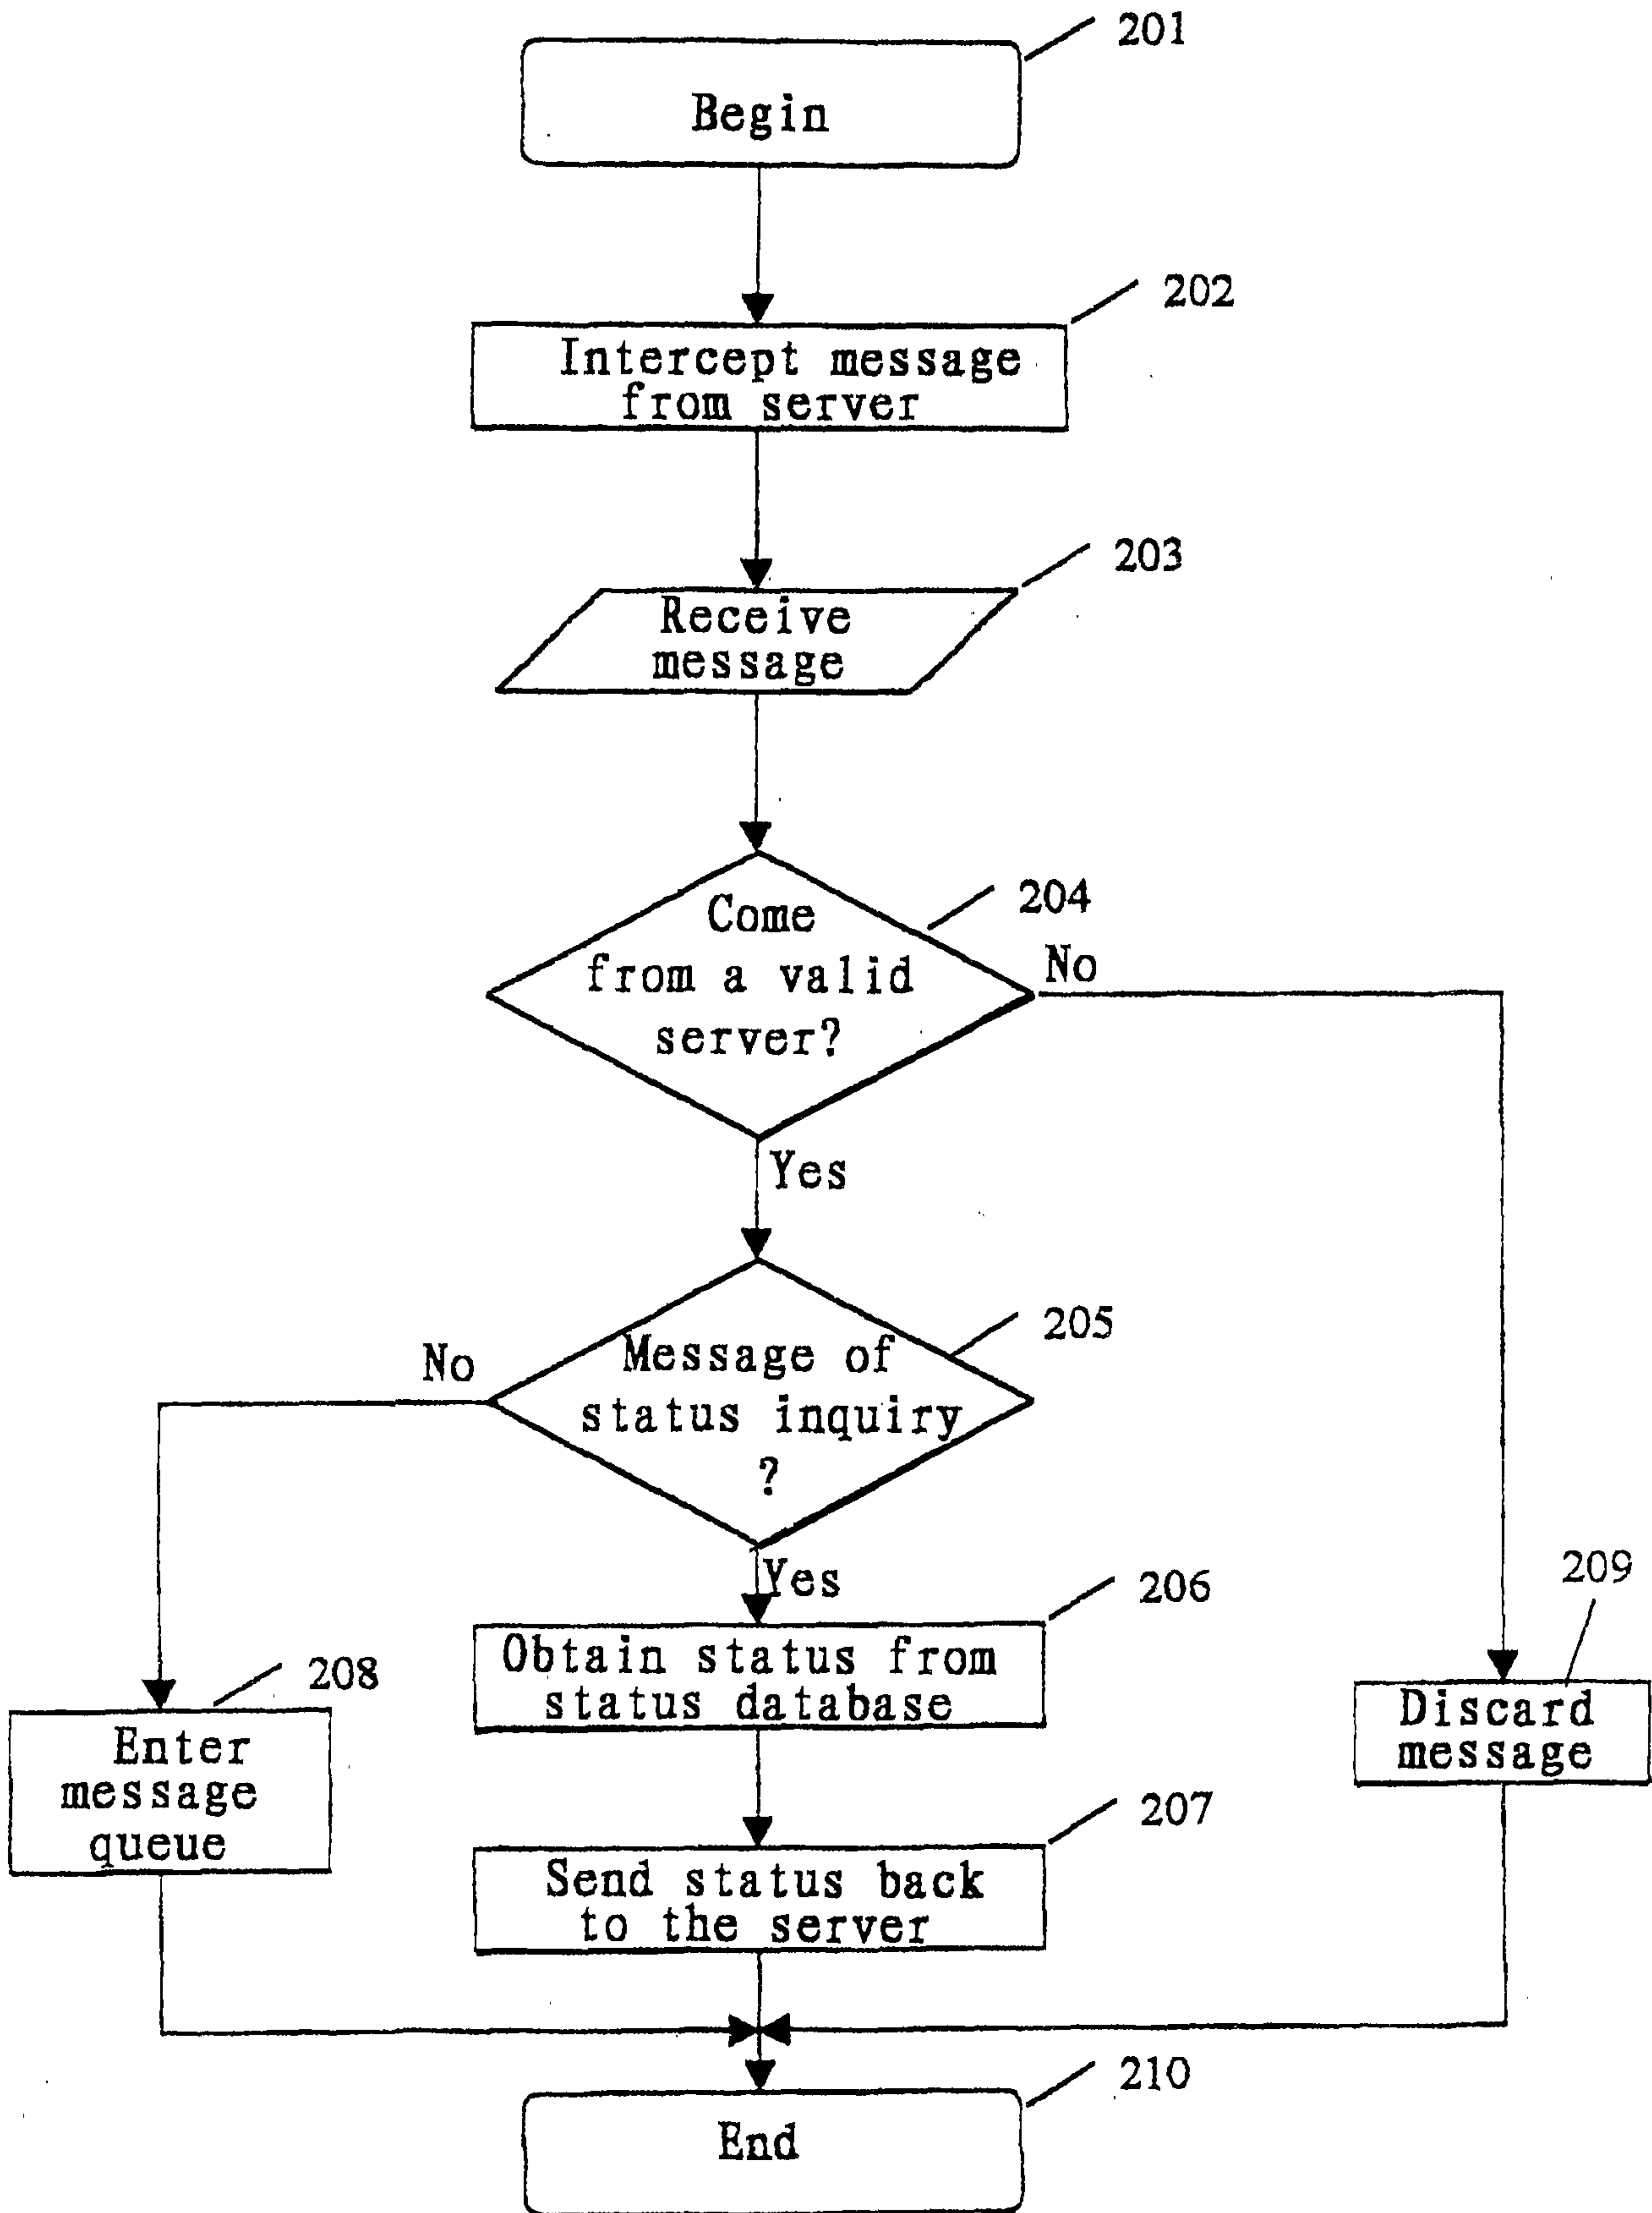 201
Begin
202
Intercept message
from server
203
Receive
message
204
Come
from a valid
server?
No
Yes
205
Message of
status inquiry
?
No
Yes
206
Obtain status from
status database
209
Discard
message
208
Enter
message
queue
207
Send status back
to the server
210
End